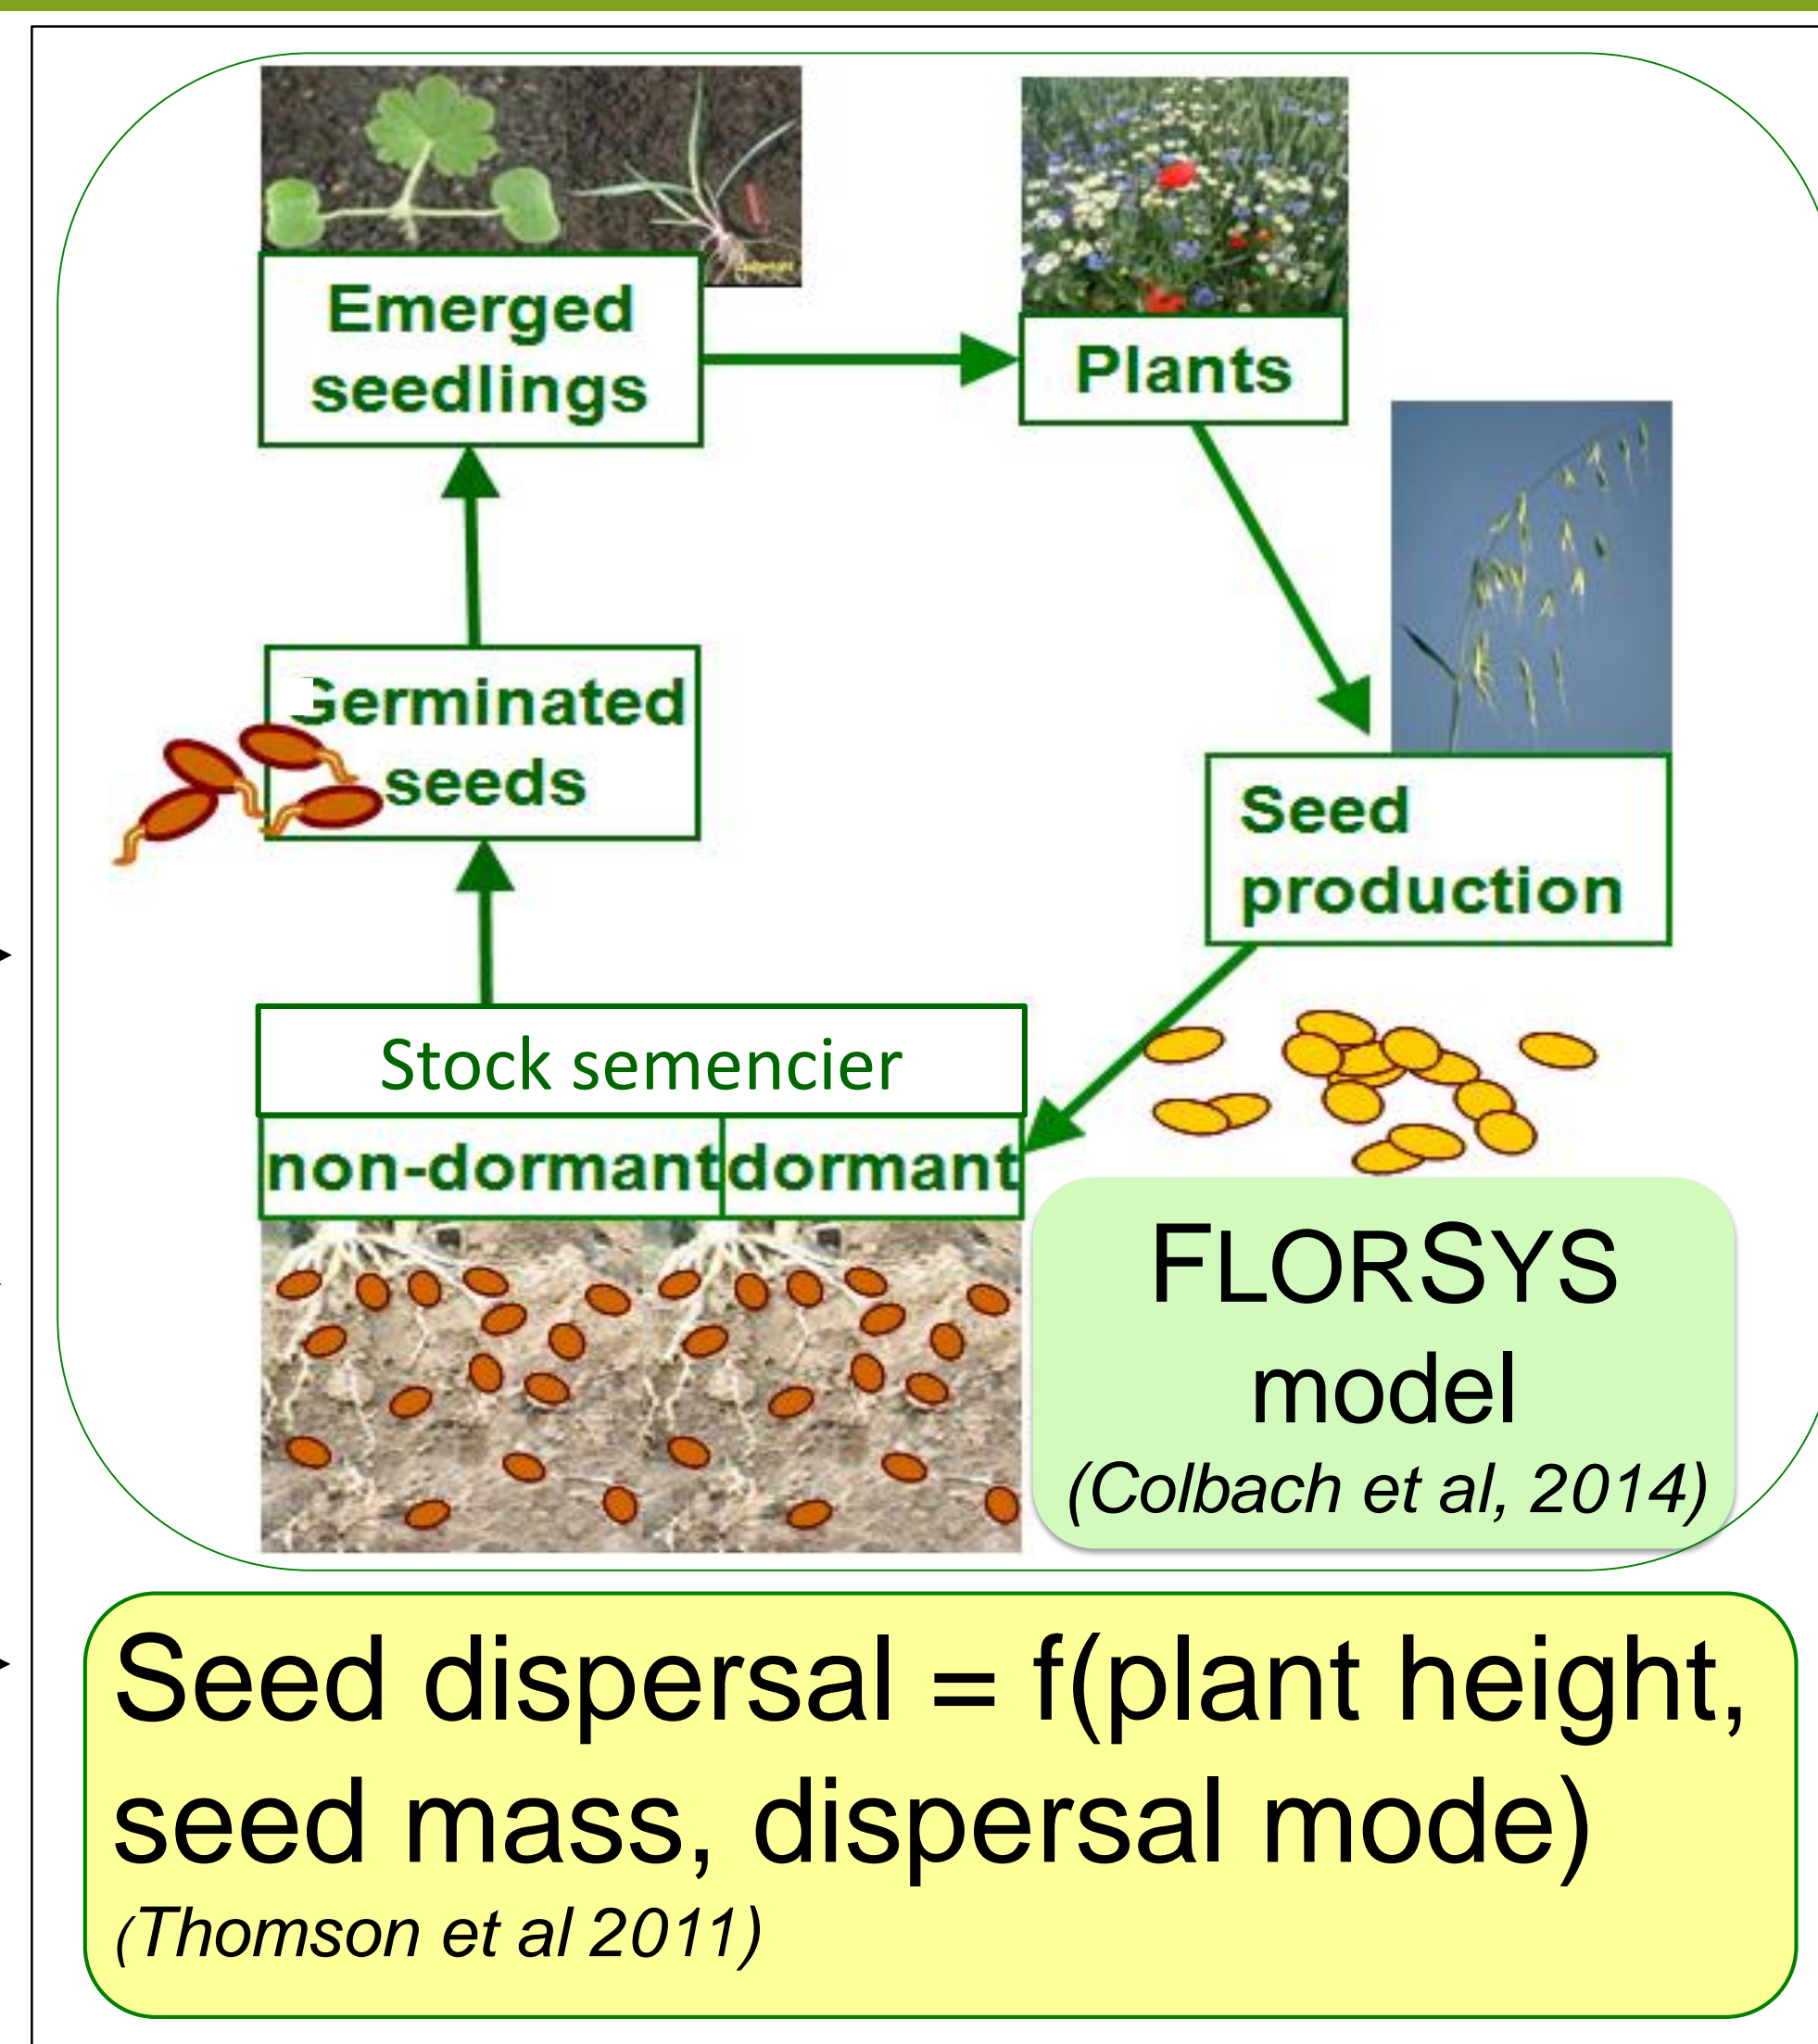 Emerged
seedlings
Plants
Germinated
seeds
Seed
production
Stock semencier
non-dormant dormant
FLORSYS
model
(Colbach et al, 2014)
Seed dispersal = f(plant height,
seed mass, dispersal mode)
(Thomson et al 2011)